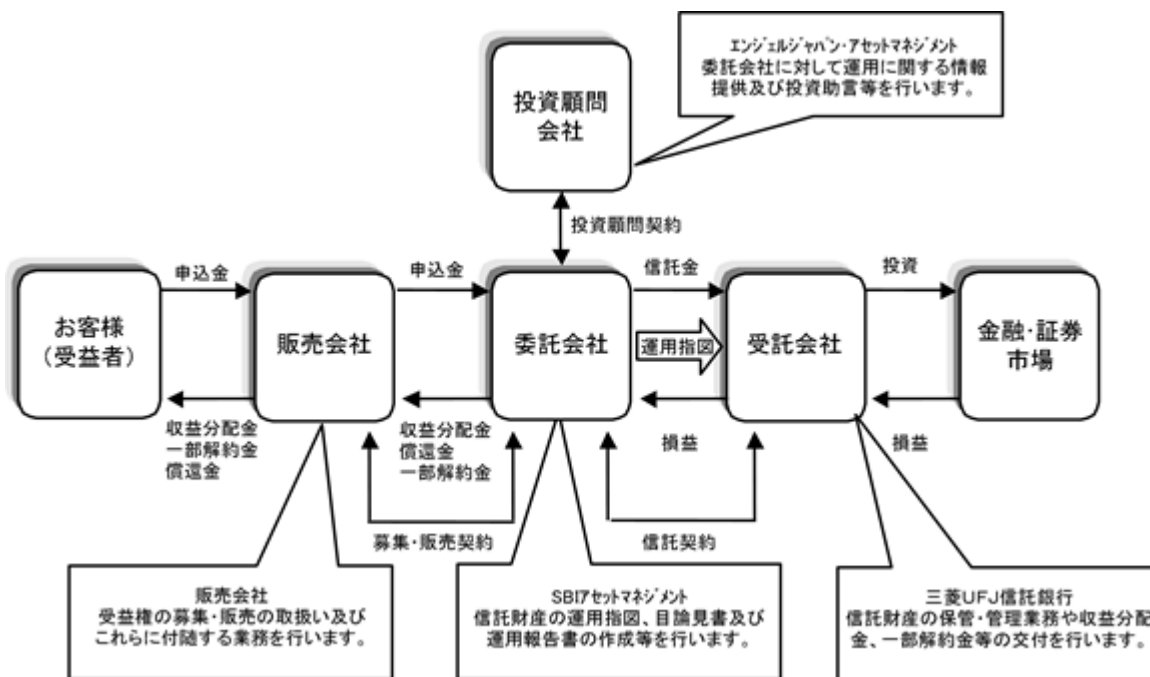 ｴﾝｼﾞｪﾙｼﾞｬﾊﾟﾝ・アセットマネｼﾞメント
委託会社に対して運用に関する情報
提供及び投資助言等を行います。
投資顧問
会社
投資顧問契約
申込金
申込金
信託金
投資
お客様
（受益者）
販売会社
委託会社
運用指図
受託会社
金融・証券
市場
収益分配金
一部解約金
償還金
収益分配金
償還金
一部解約金
損益
損益
募集・販売契約
信託契約
販売会社
受益権の募集・販売の取扱い及び
これらに付随する業務を行います。
SBIアセットマネｼﾞメント
信託財産の運用指図、目論見書及び
運用報告書の作成等を行います。
三菱UFJ信託銀行
信託財産の保管・管理業務や収益分配
金、一部解約金等の交付を行います。